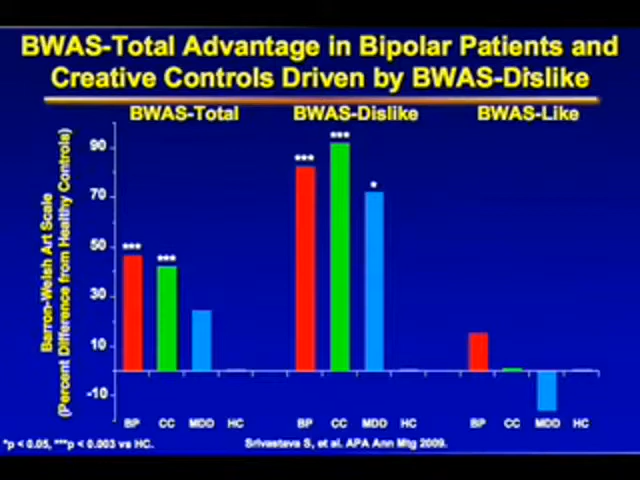 BWAS-Total Advantage in Bipolar Patients and
Creative Controls Driven by BWAS-Dislike
BWAS-Total BWAS-Dislike BWAS-Like
Barron-Welsh Art Scale
(Percent Difference from Healthy Controls)
90
70
50
30
10
-10
*** *** *** *** *
BP CC MDD HC BP CC MDD HC BP CC MDD HC
*p < 0.05, ***p < 0.003 vs HC. Srivastava S, et al. APA Ann Mtg 2009.